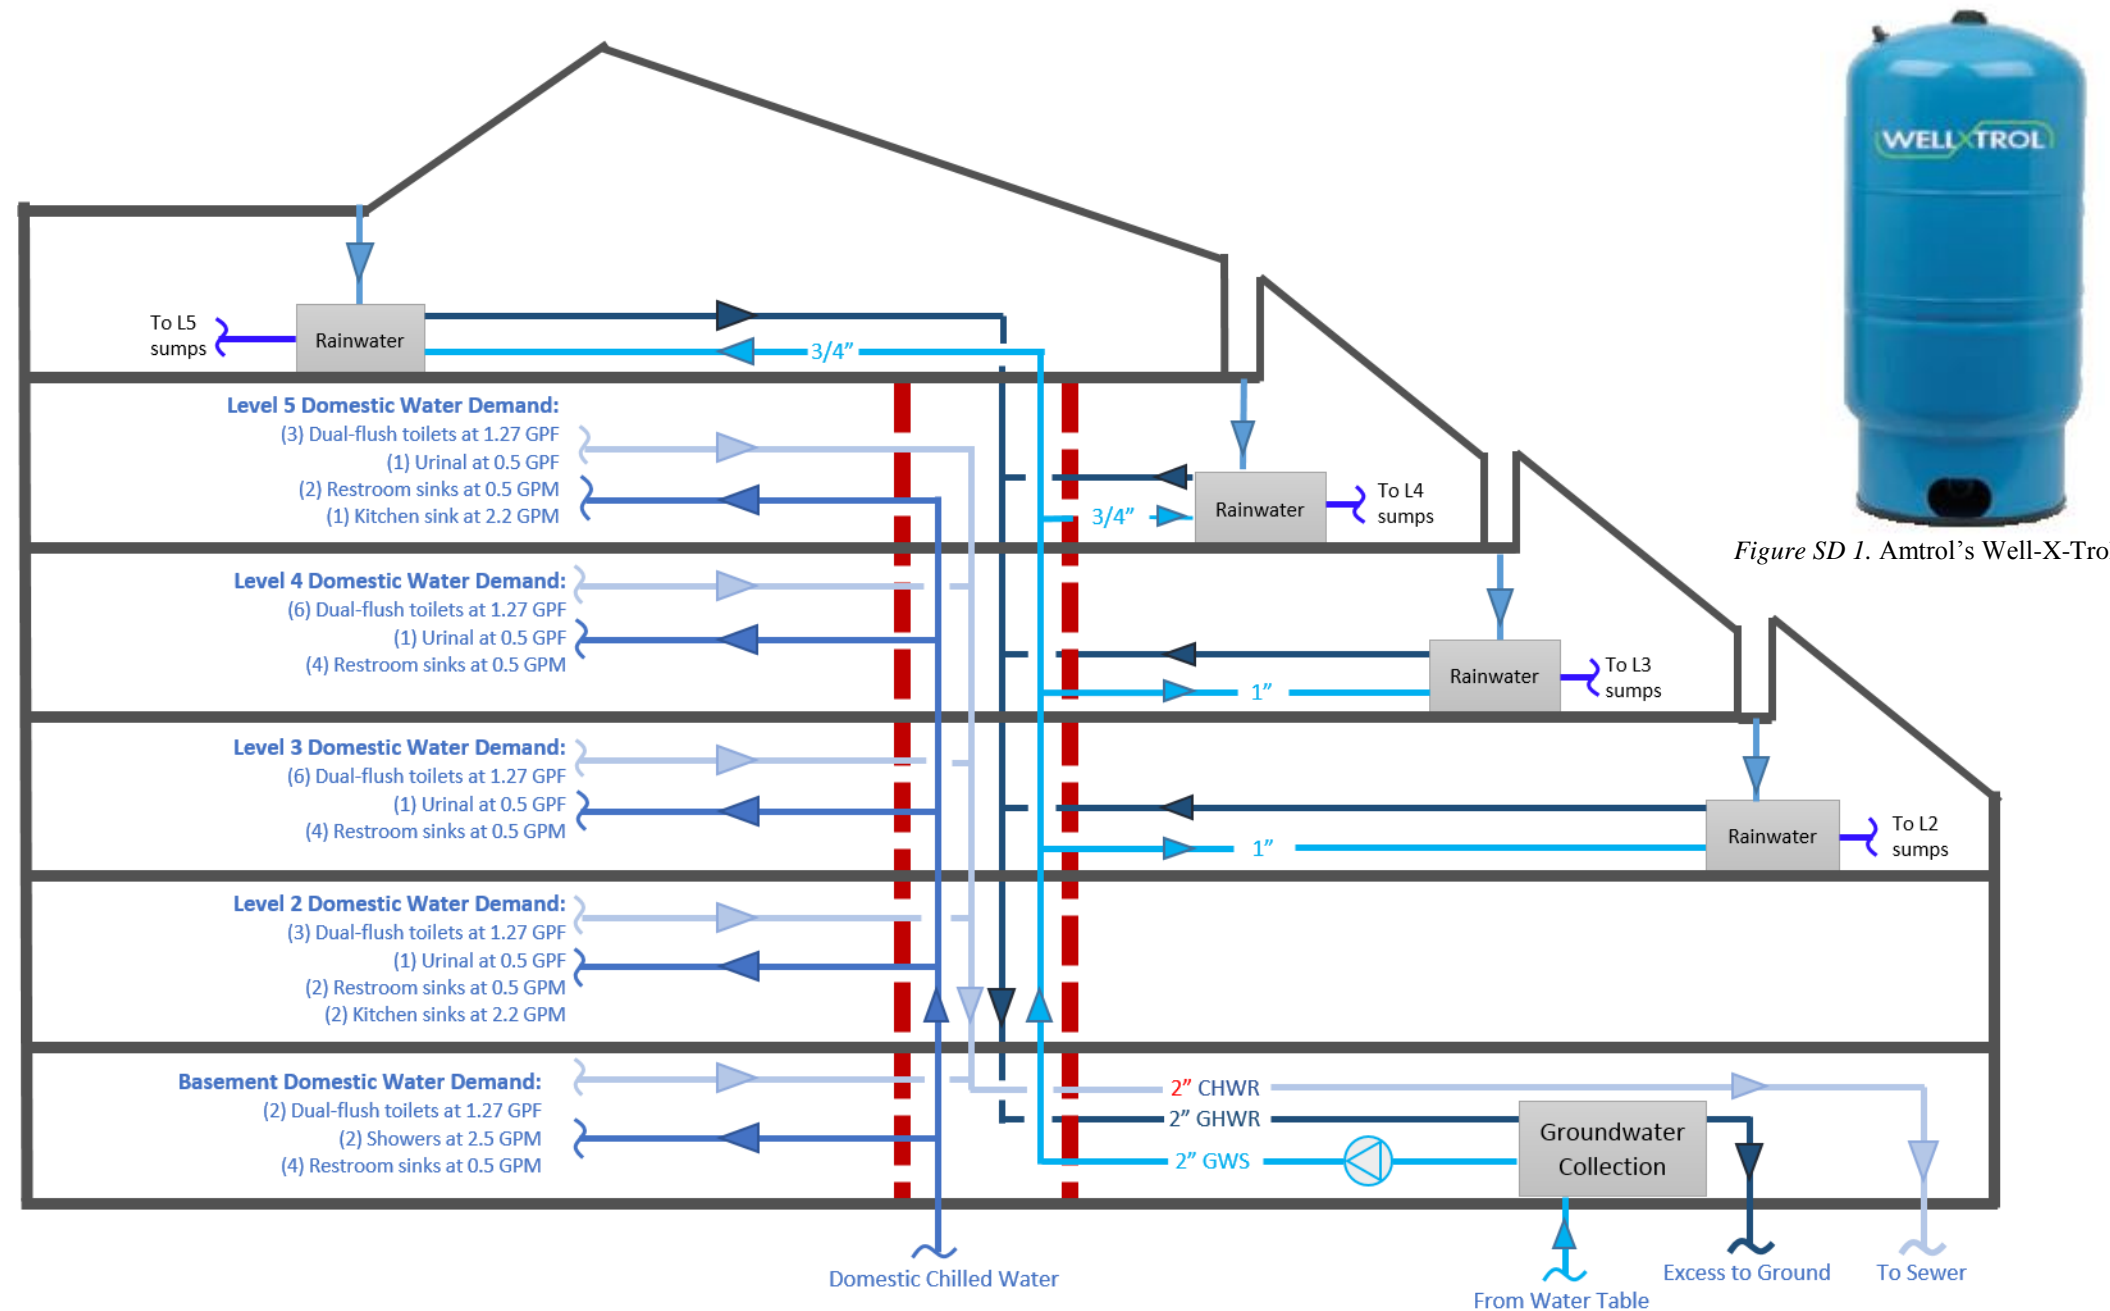 WELLXTROL
To L5
sumps
Rainwater
3/4”
Level 5 Domestic Water Demand:
(3) Dual-flush toilets at 1.27 GPF
(1) Urinal at 0.5 GPF
(2) Restroom sinks at 0.5 GPM
(1) Kitchen sink at 2.2 GPM
3/4”
Rainwater
To L4
sumps
Figure SD 1. Amtrol’s Well-X-Tro
Level 4 Domestic Water Demand:
(6) Dual-flush toilets at 1.27 GPF
(1) Urinal at 0.5 GPF
(4) Restroom sinks at 0.5 GPM
1”
Rainwater
To L3
sumps
Level 3 Domestic Water Demand:
(6) Dual-flush toilets at 1.27 GPF
(1) Urinal at 0.5 GPF
(4) Restroom sinks at 0.5 GPM
1”
Rainwater
To L2
sumps
Level 2 Domestic Water Demand:
(3) Dual-flush toilets at 1.27 GPF
(1) Urinal at 0.5 GPF
(2) Restroom sinks at 0.5 GPM
(2) Kitchen sinks at 2.2 GPM
Basement Domestic Water Demand:
(2) Dual-flush toilets at 1.27 GPF
(2) Showers at 2.5 GPM
(4) Restroom sinks at 0.5 GPM
2” CHWR
2” GHWR
2” GWS
Groundwater
Collection
Domestic Chilled Water
From Water Table
Excess to Ground
To Sewer